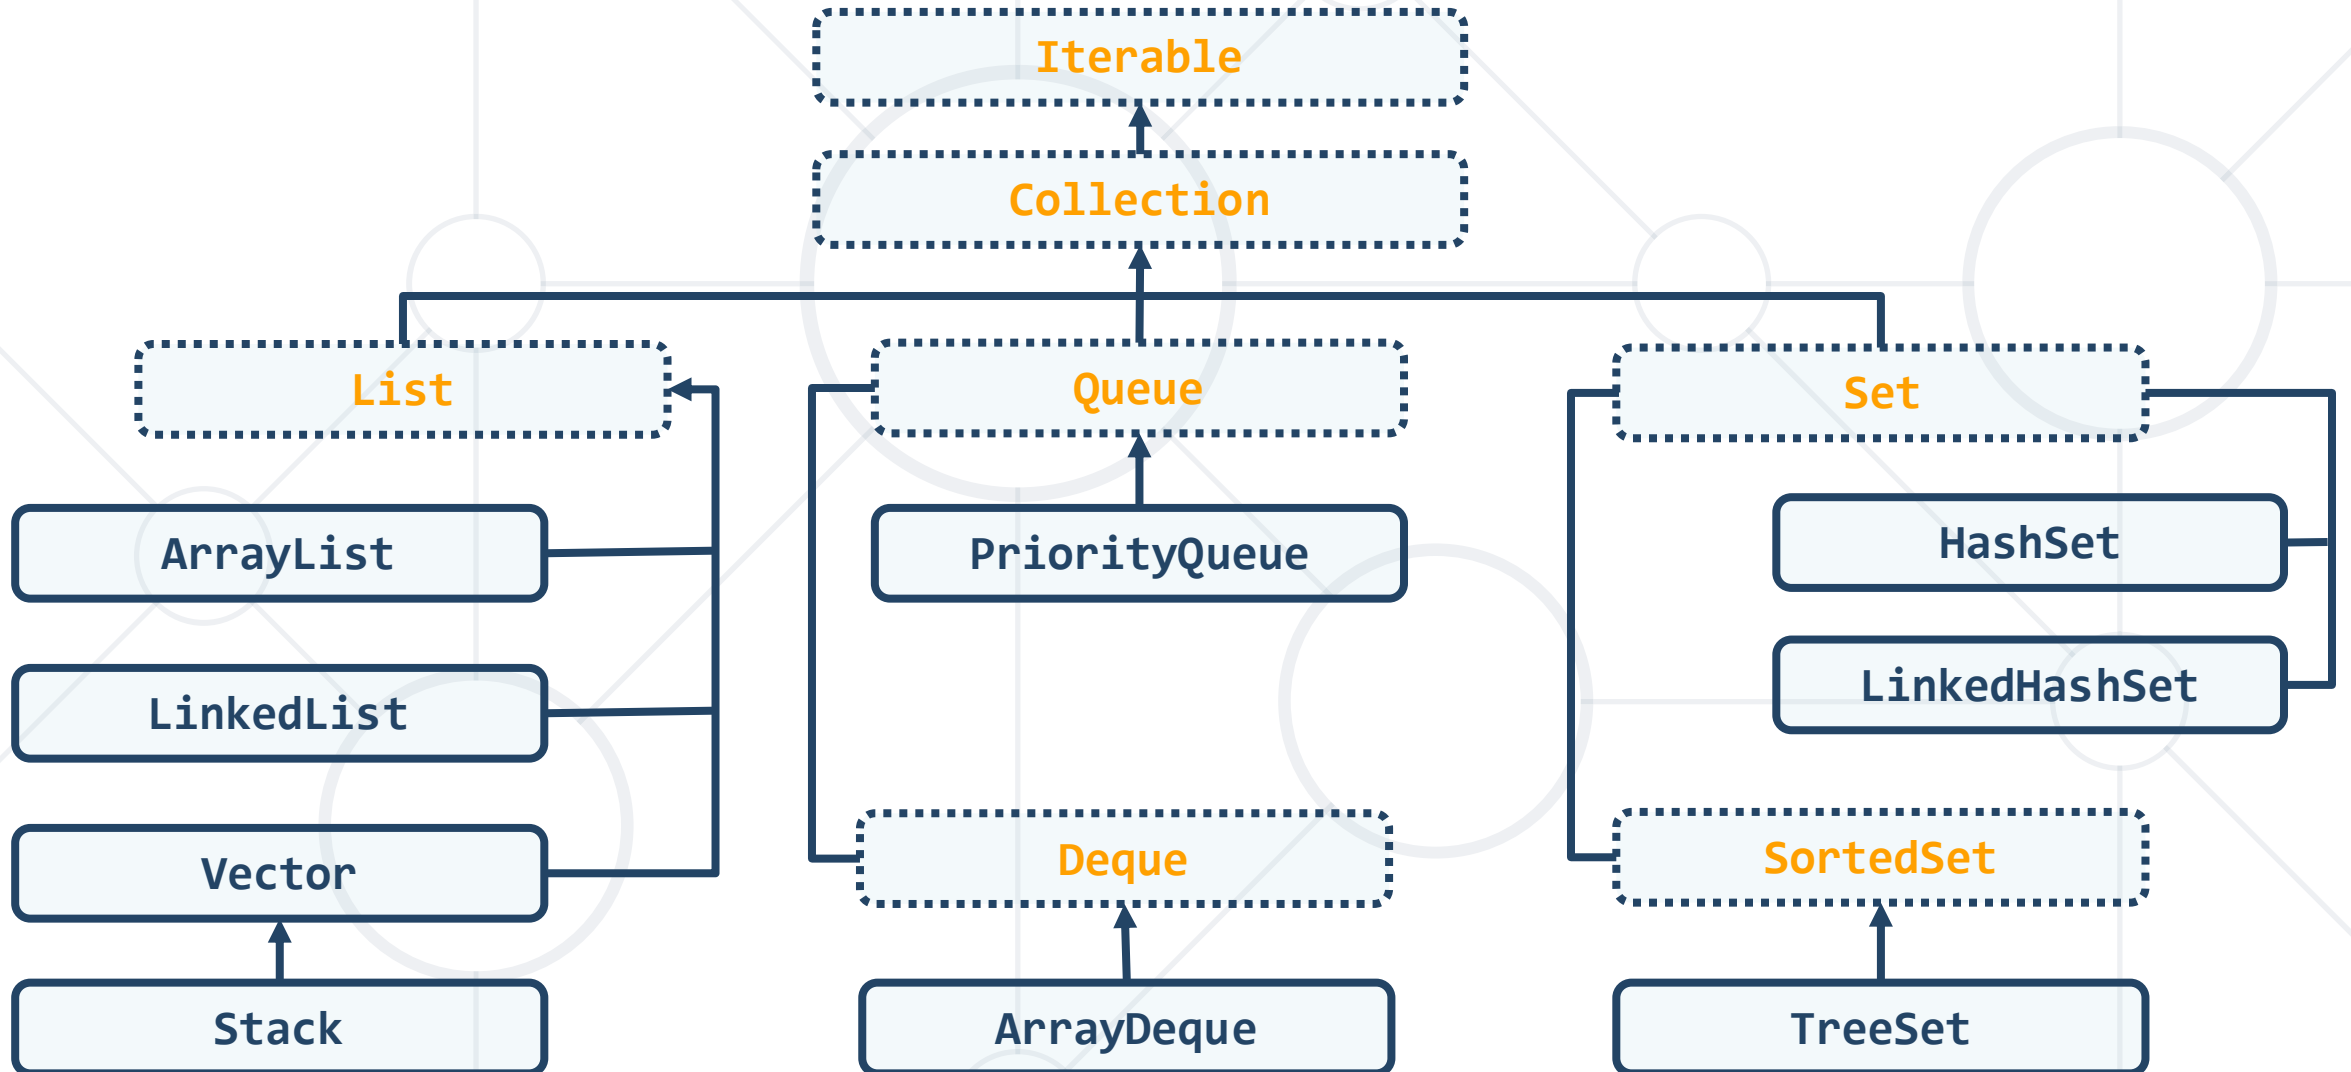 Iterable
Collection
List
Queue
Set
ArrayList
PriorityQueue
HashSet
LinkedList
LinkedHashSet
Vector
Deque
SortedSet
Stack
ArrayDeque
TreeSet